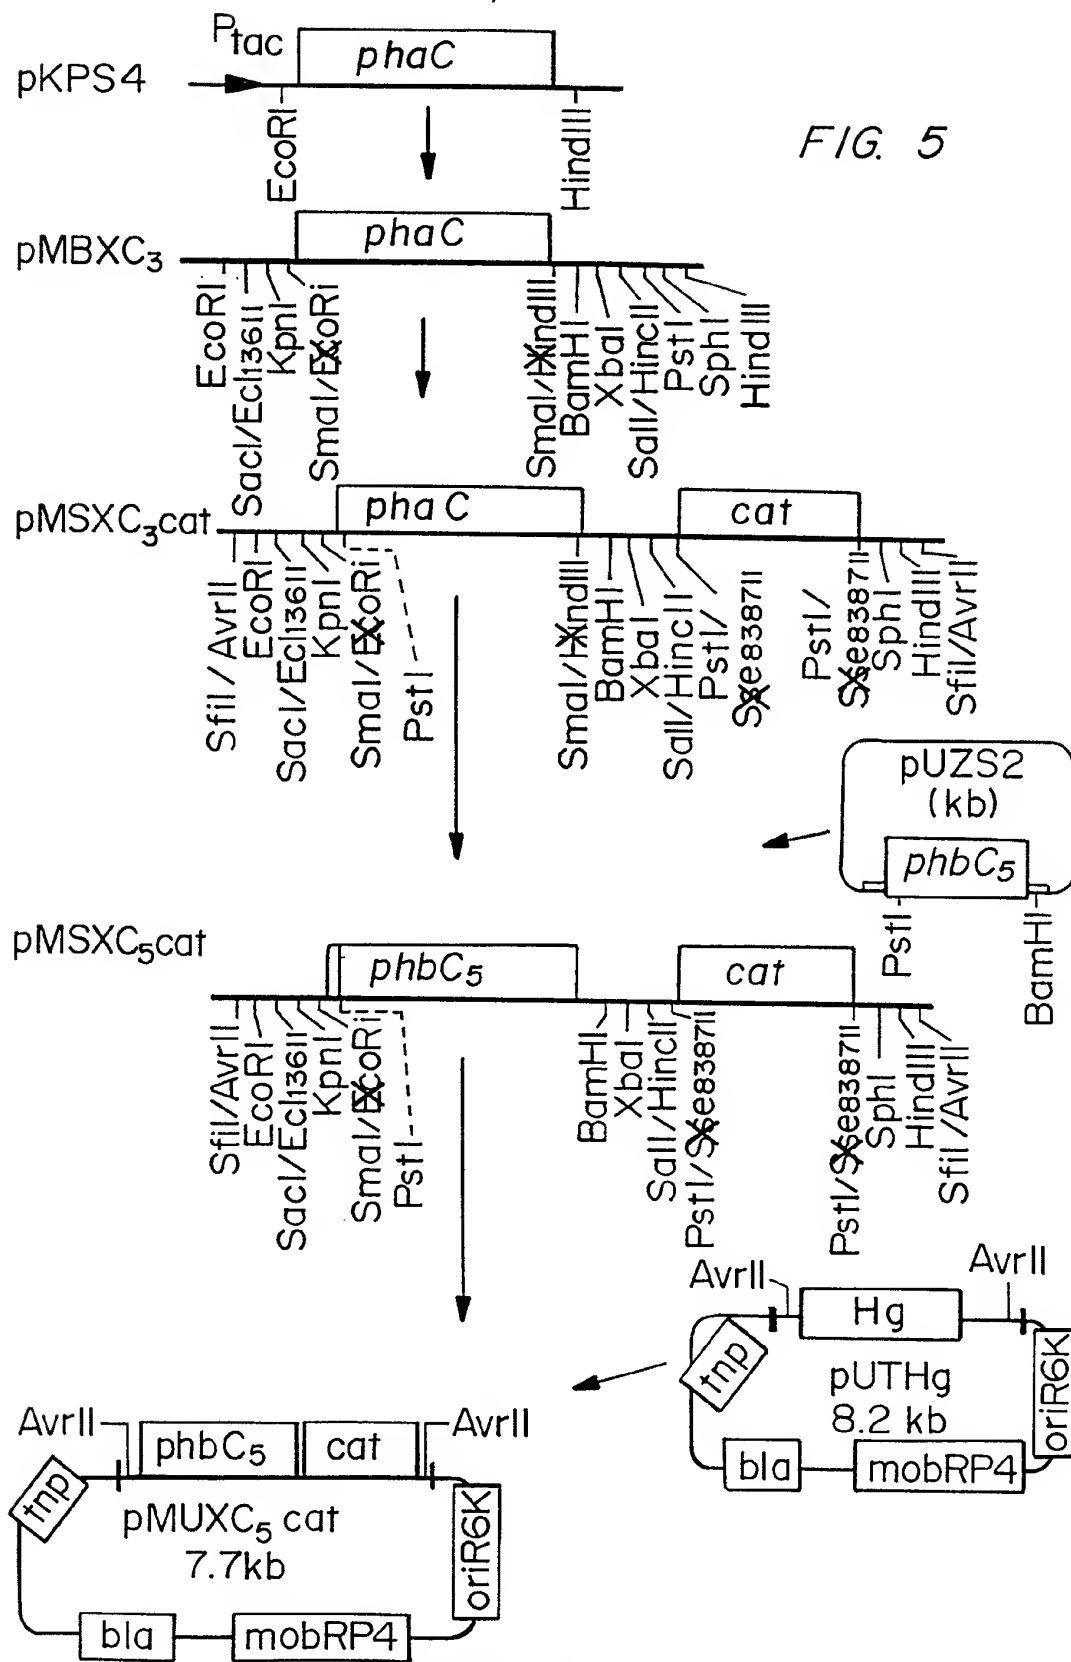 P_tac
phaC
pKPS4
EcoRI
HindIII
FIG. 5
phaC
pMBXC₃
EcoRI
SacI/Ecl136II
KpnI
SmaI/EcoRi
SmaI/HindIII
BamHI
XbaI
SalI/HincII
PstI
SphI
HindIII
phaC
cat
pMSXC₃cat
SfiI/AvrII
EcoRI
SacI/Ecl136II
KpnI
SmaI/EcoRi
PstI
SmaI/HindIII
BamHI
XbaI
SalI/HincII
PstI/
Sse8387II
PstI/
Sse8387II
SphI
HindIII
SfiI/AvrII
pUZS2
(kb)
phbC₅
PstI
BamHI
pMSXC₅cat
phbC₅
cat
SfiI/AvrII
EcoRI
SacI/Ecl136II
KpnI
SmaI/EcoRi
PstI
BamHI
XbaI
SalI/HincII
PstI/Sse8387II
PstI/Sse8387II
SphI
HindIII
SfiI/AvrII
AvrII
AvrII
Hg
tnp
pUTHg
8.2 kb
oriR6K
bla
mobRP4
AvrII
AvrII
phbC₅
cat
tnp
pMUXC₅cat
7.7kb
oriR6K
bla
mobRP4